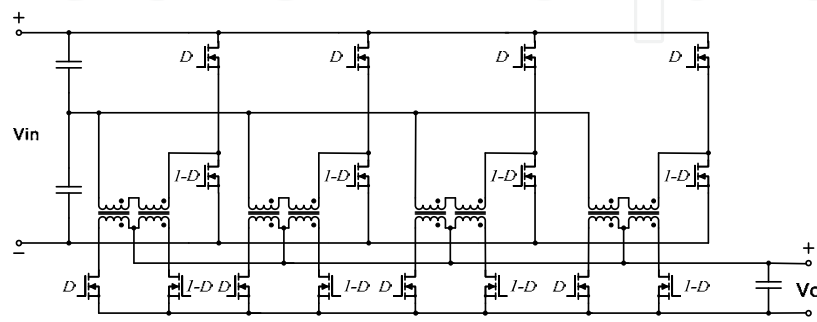 +
D D D D
Vin
1-D 1-D 1-D 1-D
−
+
D 1-D D 1-D D 1-D D 1-D
Vo